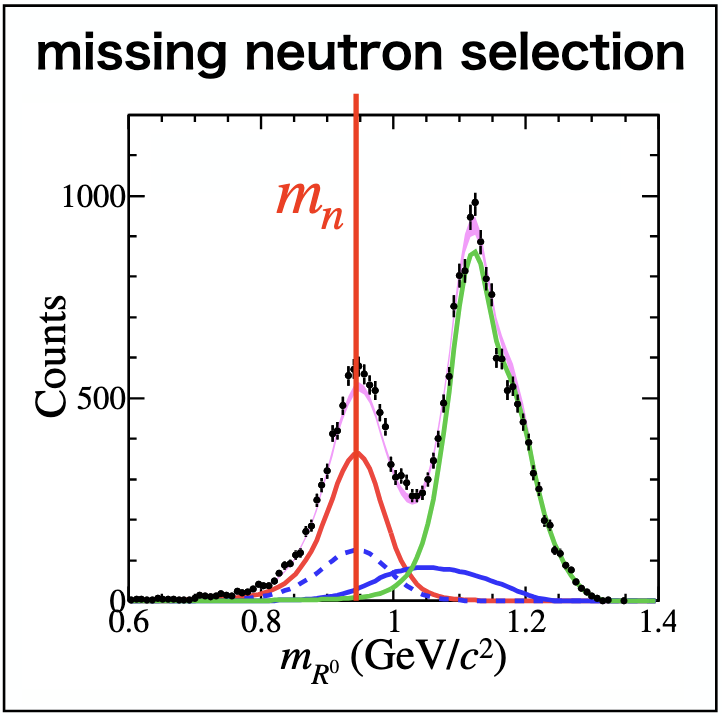 missing neutron selection
m_n
1000
500
0
Counts
0.6 0.8 1 1.2 1.4
m_{R^0} (GeV/c^2)